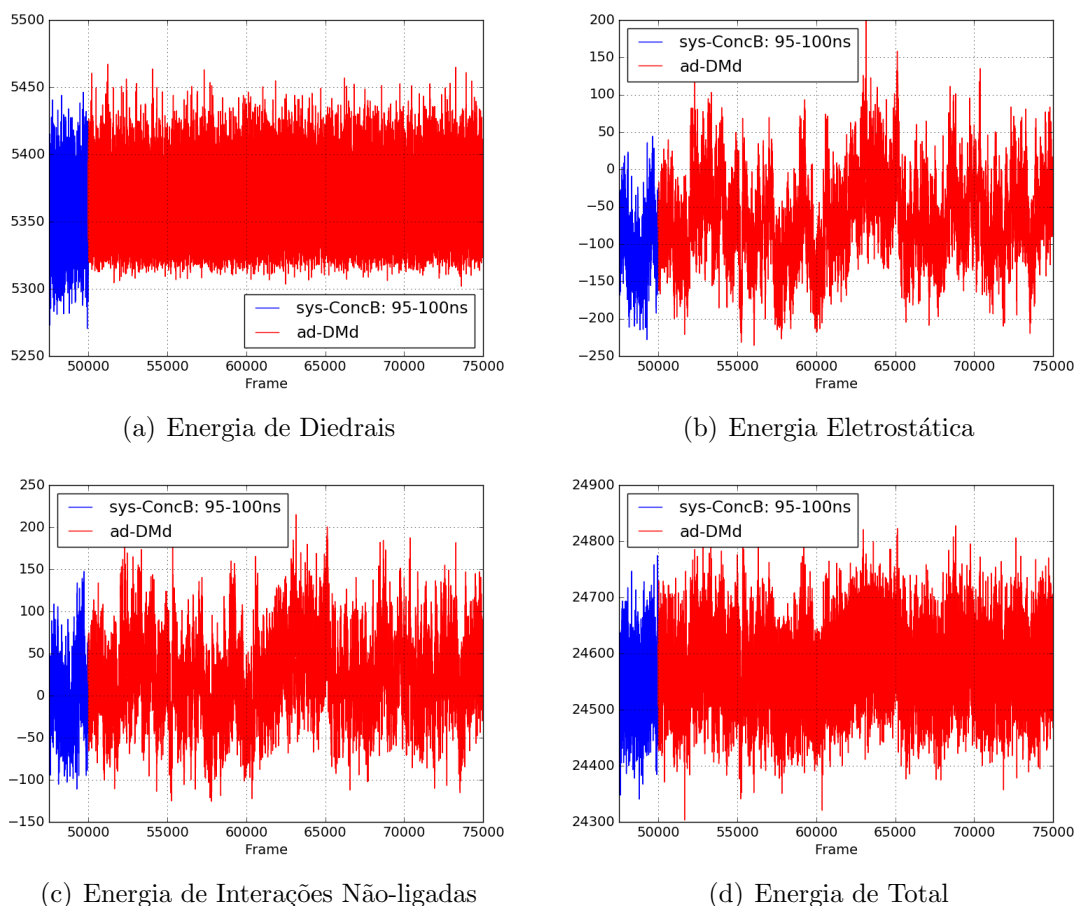 5500
5450
5400
5350
5300
5250
50000 55000 60000 65000 70000 75000
Frame
sys-ConcB: 95-100ns
ad-DMd
(a) Energia de Diedrais
200
150
100
50
0
−50
−100
−150
−200
−250
50000 55000 60000 65000 70000 75000
Frame
sys-ConcB: 95-100ns
ad-DMd
(b) Energia Eletrostática
250
200
150
100
50
0
−50
−100
−150
50000 55000 60000 65000 70000 75000
Frame
sys-ConcB: 95-100ns
ad-DMd
(c) Energia de Interações Não-ligadas
24900
24800
24700
24600
24500
24400
24300
50000 55000 60000 65000 70000 75000
Frame
sys-ConcB: 95-100ns
ad-DMd
(d) Energia de Total